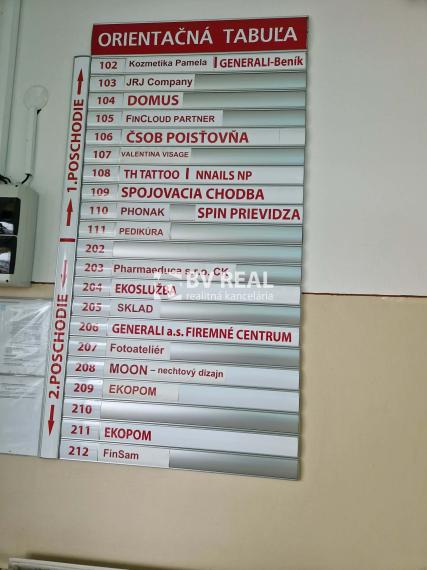 ORIENTAČNÁ TABUĽA
102 Kozmetika Pamela | GENERALI-Beník
103 JRJ Company
104 DOMUS
105 FINCLOUD PARTNER
106 ČSOB POISŤOVŇA
107 VALENTINA VISAGE
108 TH TATTOO | NNAILS NP
109 SPOJOVACIA CHODBA
110 PHONAK SPIN PRIEVIDZA
111 PEDIKÚRA
202
203 Pharmaeduca s.r.o. CK
204 EKOSLUŽBA
205 SKLAD
206 GENERALI a.s. FIREMNÉ CENTRUM
207 Fotoateliér
208 MOON – nechtový dizajn
209 EKOPOM
210
211 EKOPOM
212 FinSam
1.POSCHODIE
2.POSCHODIE
BV REAL
realitná kancelária